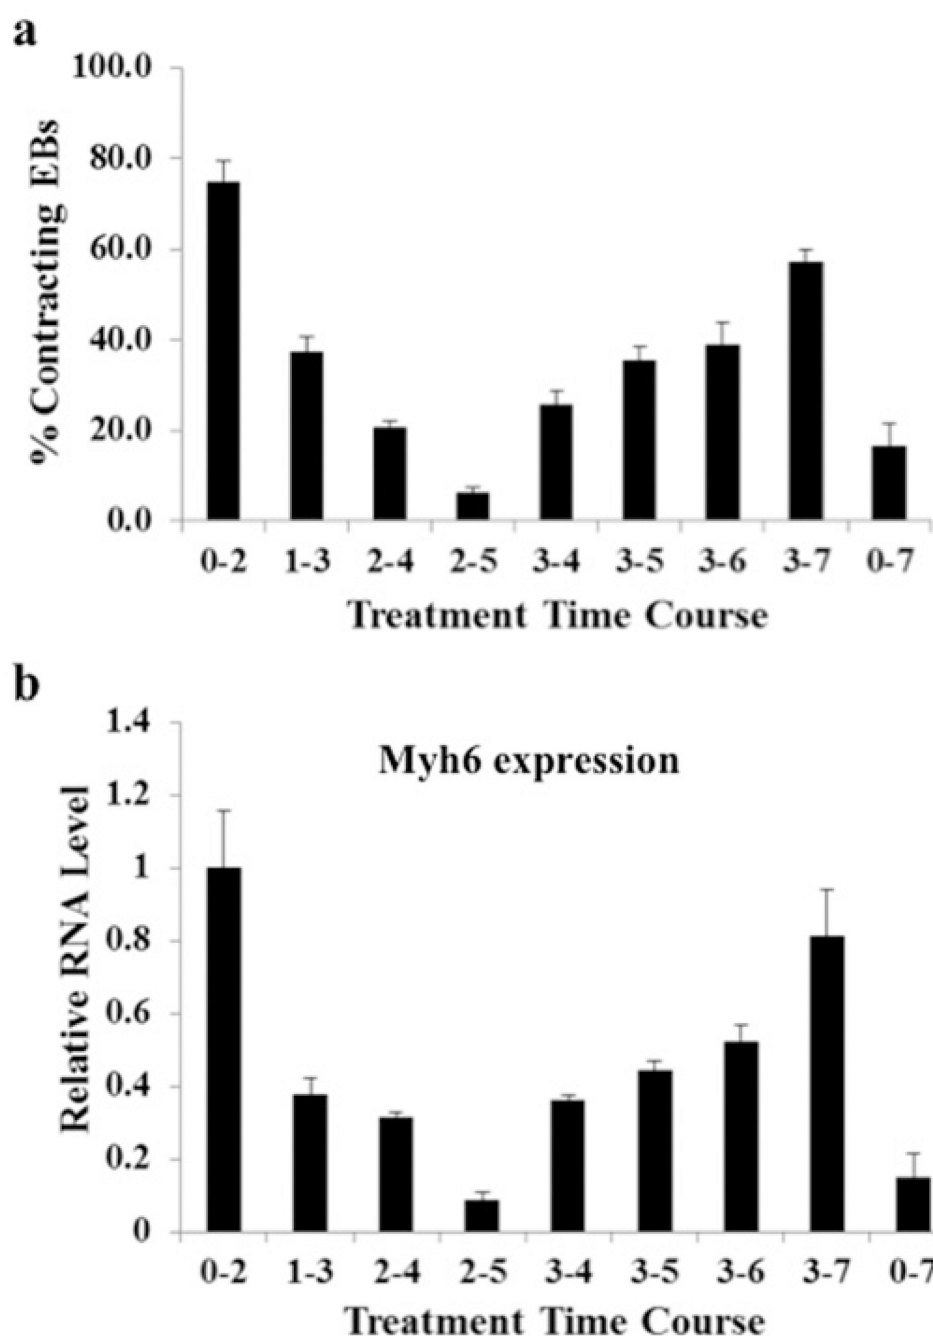 a
100.0
80.0
60.0
40.0
20.0
0.0
% Contracting EBs
0-2 1-3 2-4 2-5 3-4 3-5 3-6 3-7 0-7
Treatment Time Course
b
1.4
1.2
1
0.8
0.6
0.4
0.2
0
Relative RNA Level
Myh6 expression
0-2 1-3 2-4 2-5 3-4 3-5 3-6 3-7 0-7
Treatment Time Course